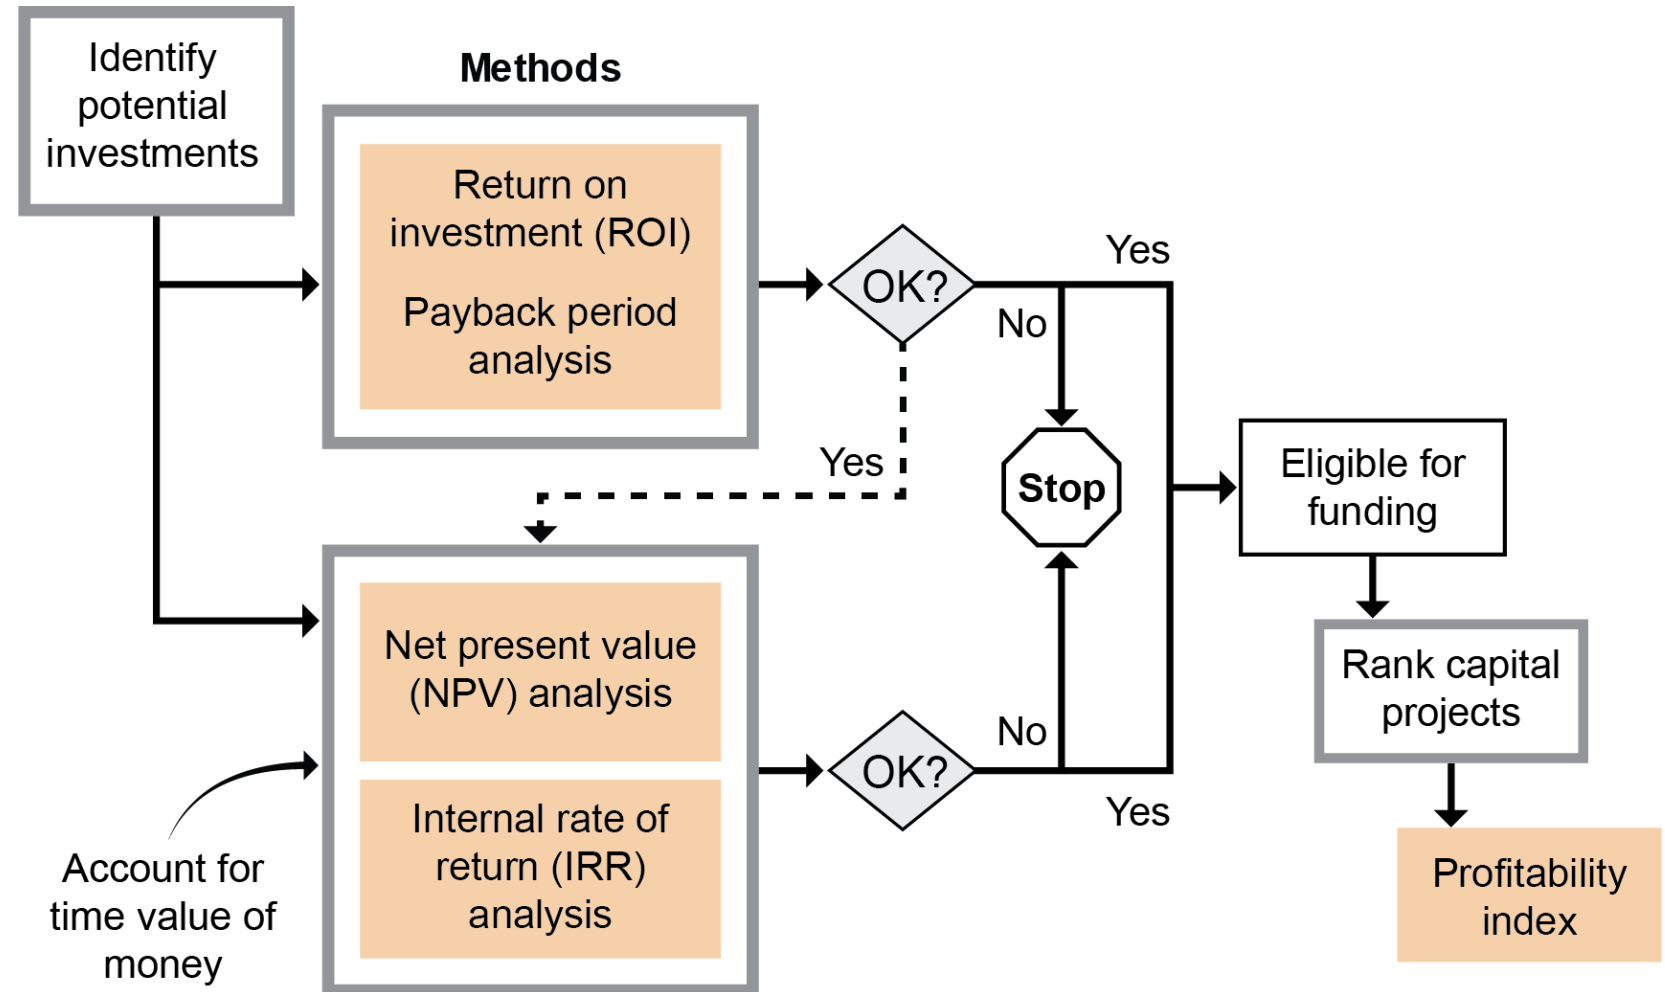 Identify
potential
investments
Methods
Return on
investment (ROI)
Payback period
analysis
OK?
Yes
No
Yes
Stop
Eligible for
funding
Net present value
(NPV) analysis
Internal rate of
return (IRR)
analysis
OK?
No
Yes
Rank capital
projects
Profitability
index
Account for
time value of
money